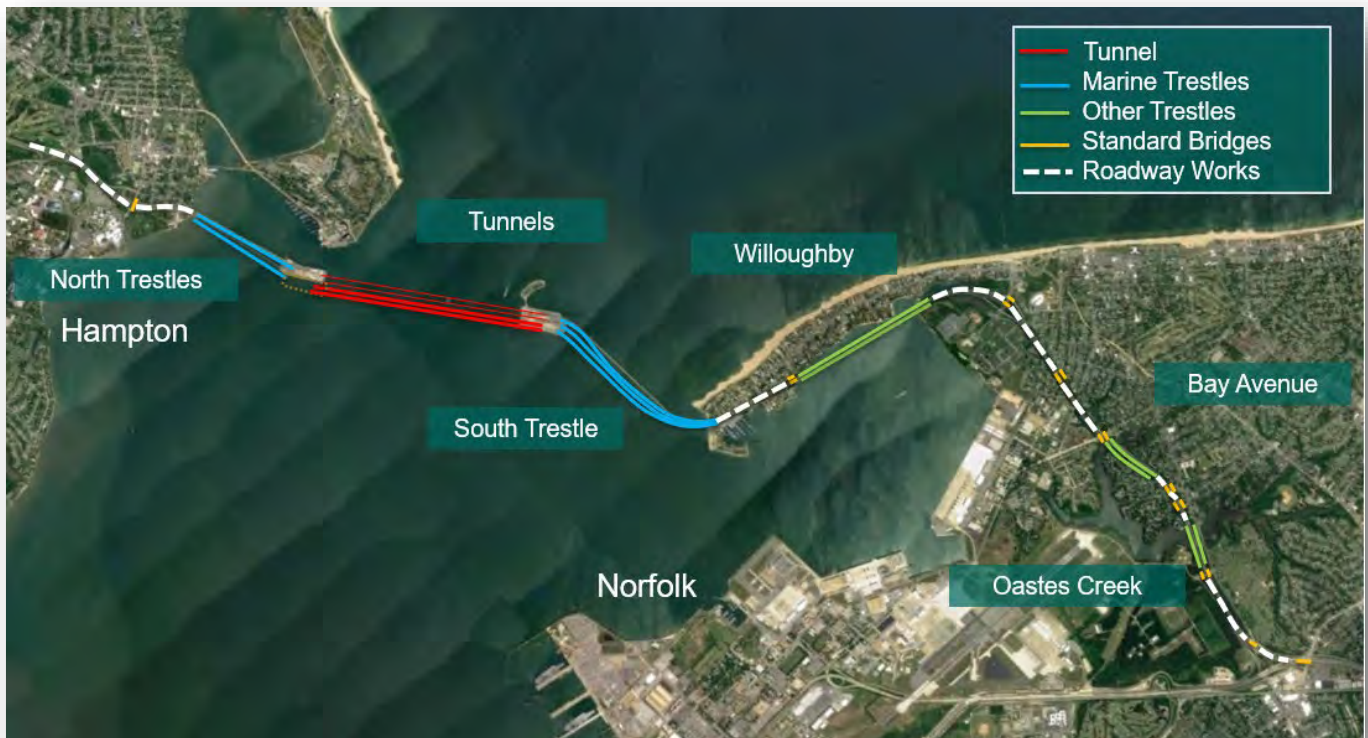 Tunnel
Marine Trestles
Other Trestles
Standard Bridges
Roadway Works
Tunnels
Willoughby
North Trestles
Hampton
Bay Avenue
South Trestle
Norfolk
Oastes Creek